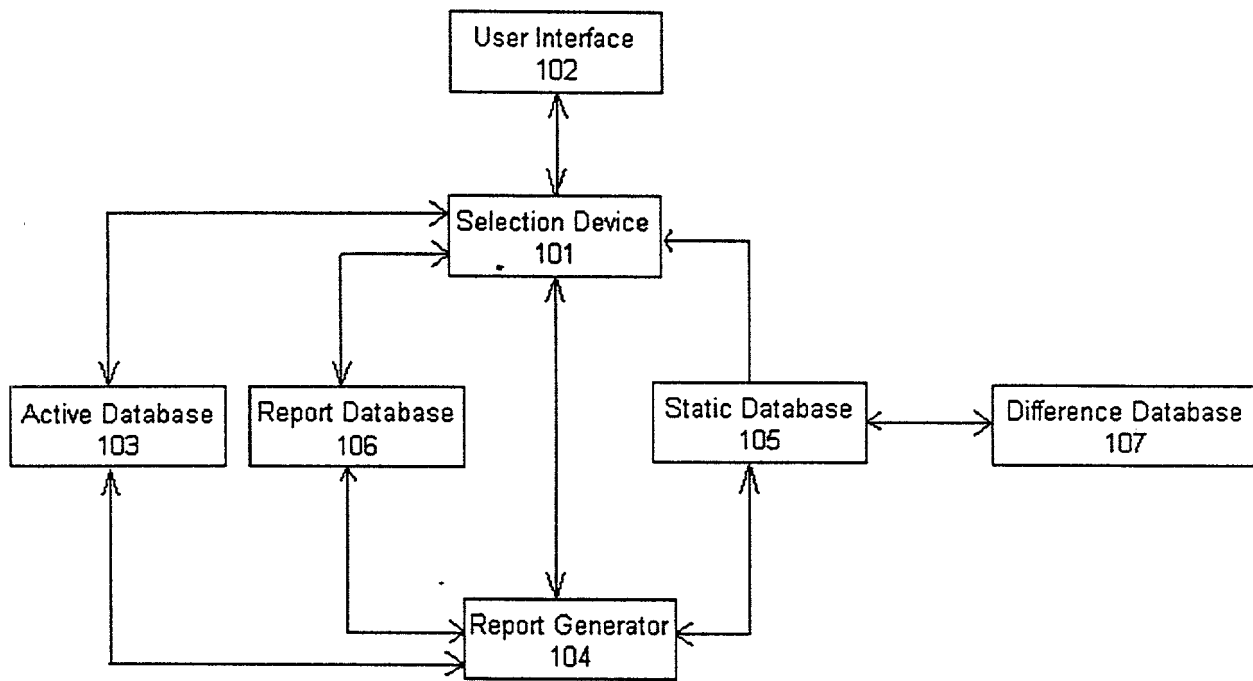 User Interface
102
Selection Device
101
Active Database
103
Report Database
106
Static Database
105
Difference Database
107
Report Generator
104